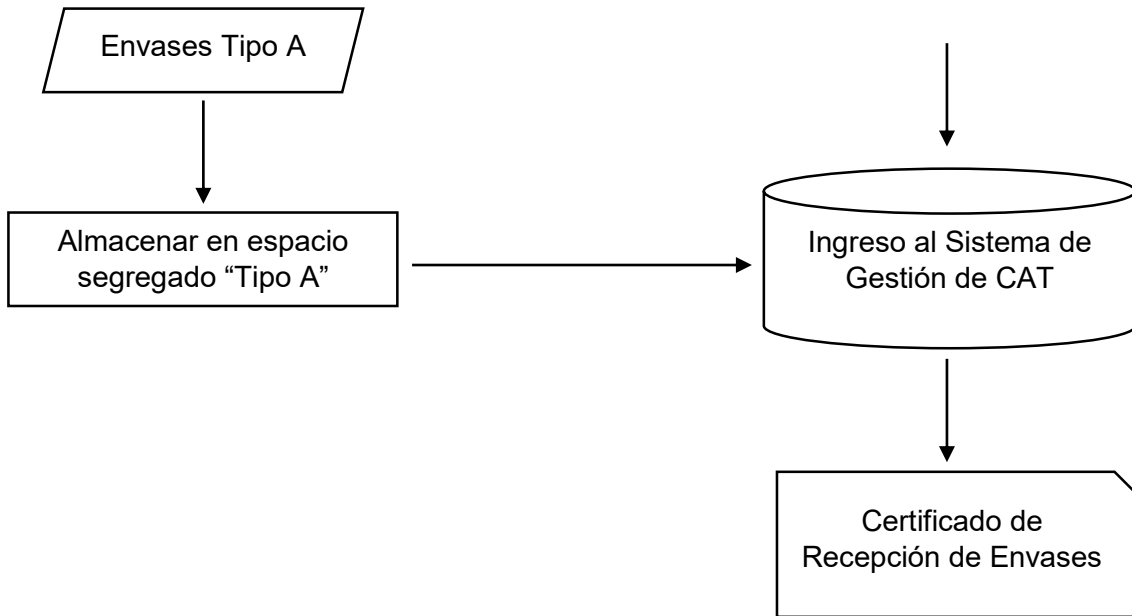 Envases Tipo A
Almacenar en espacio
segregado “Tipo A”
Ingreso al Sistema de
Gestión de CAT
Certificado de
Recepción de Envases